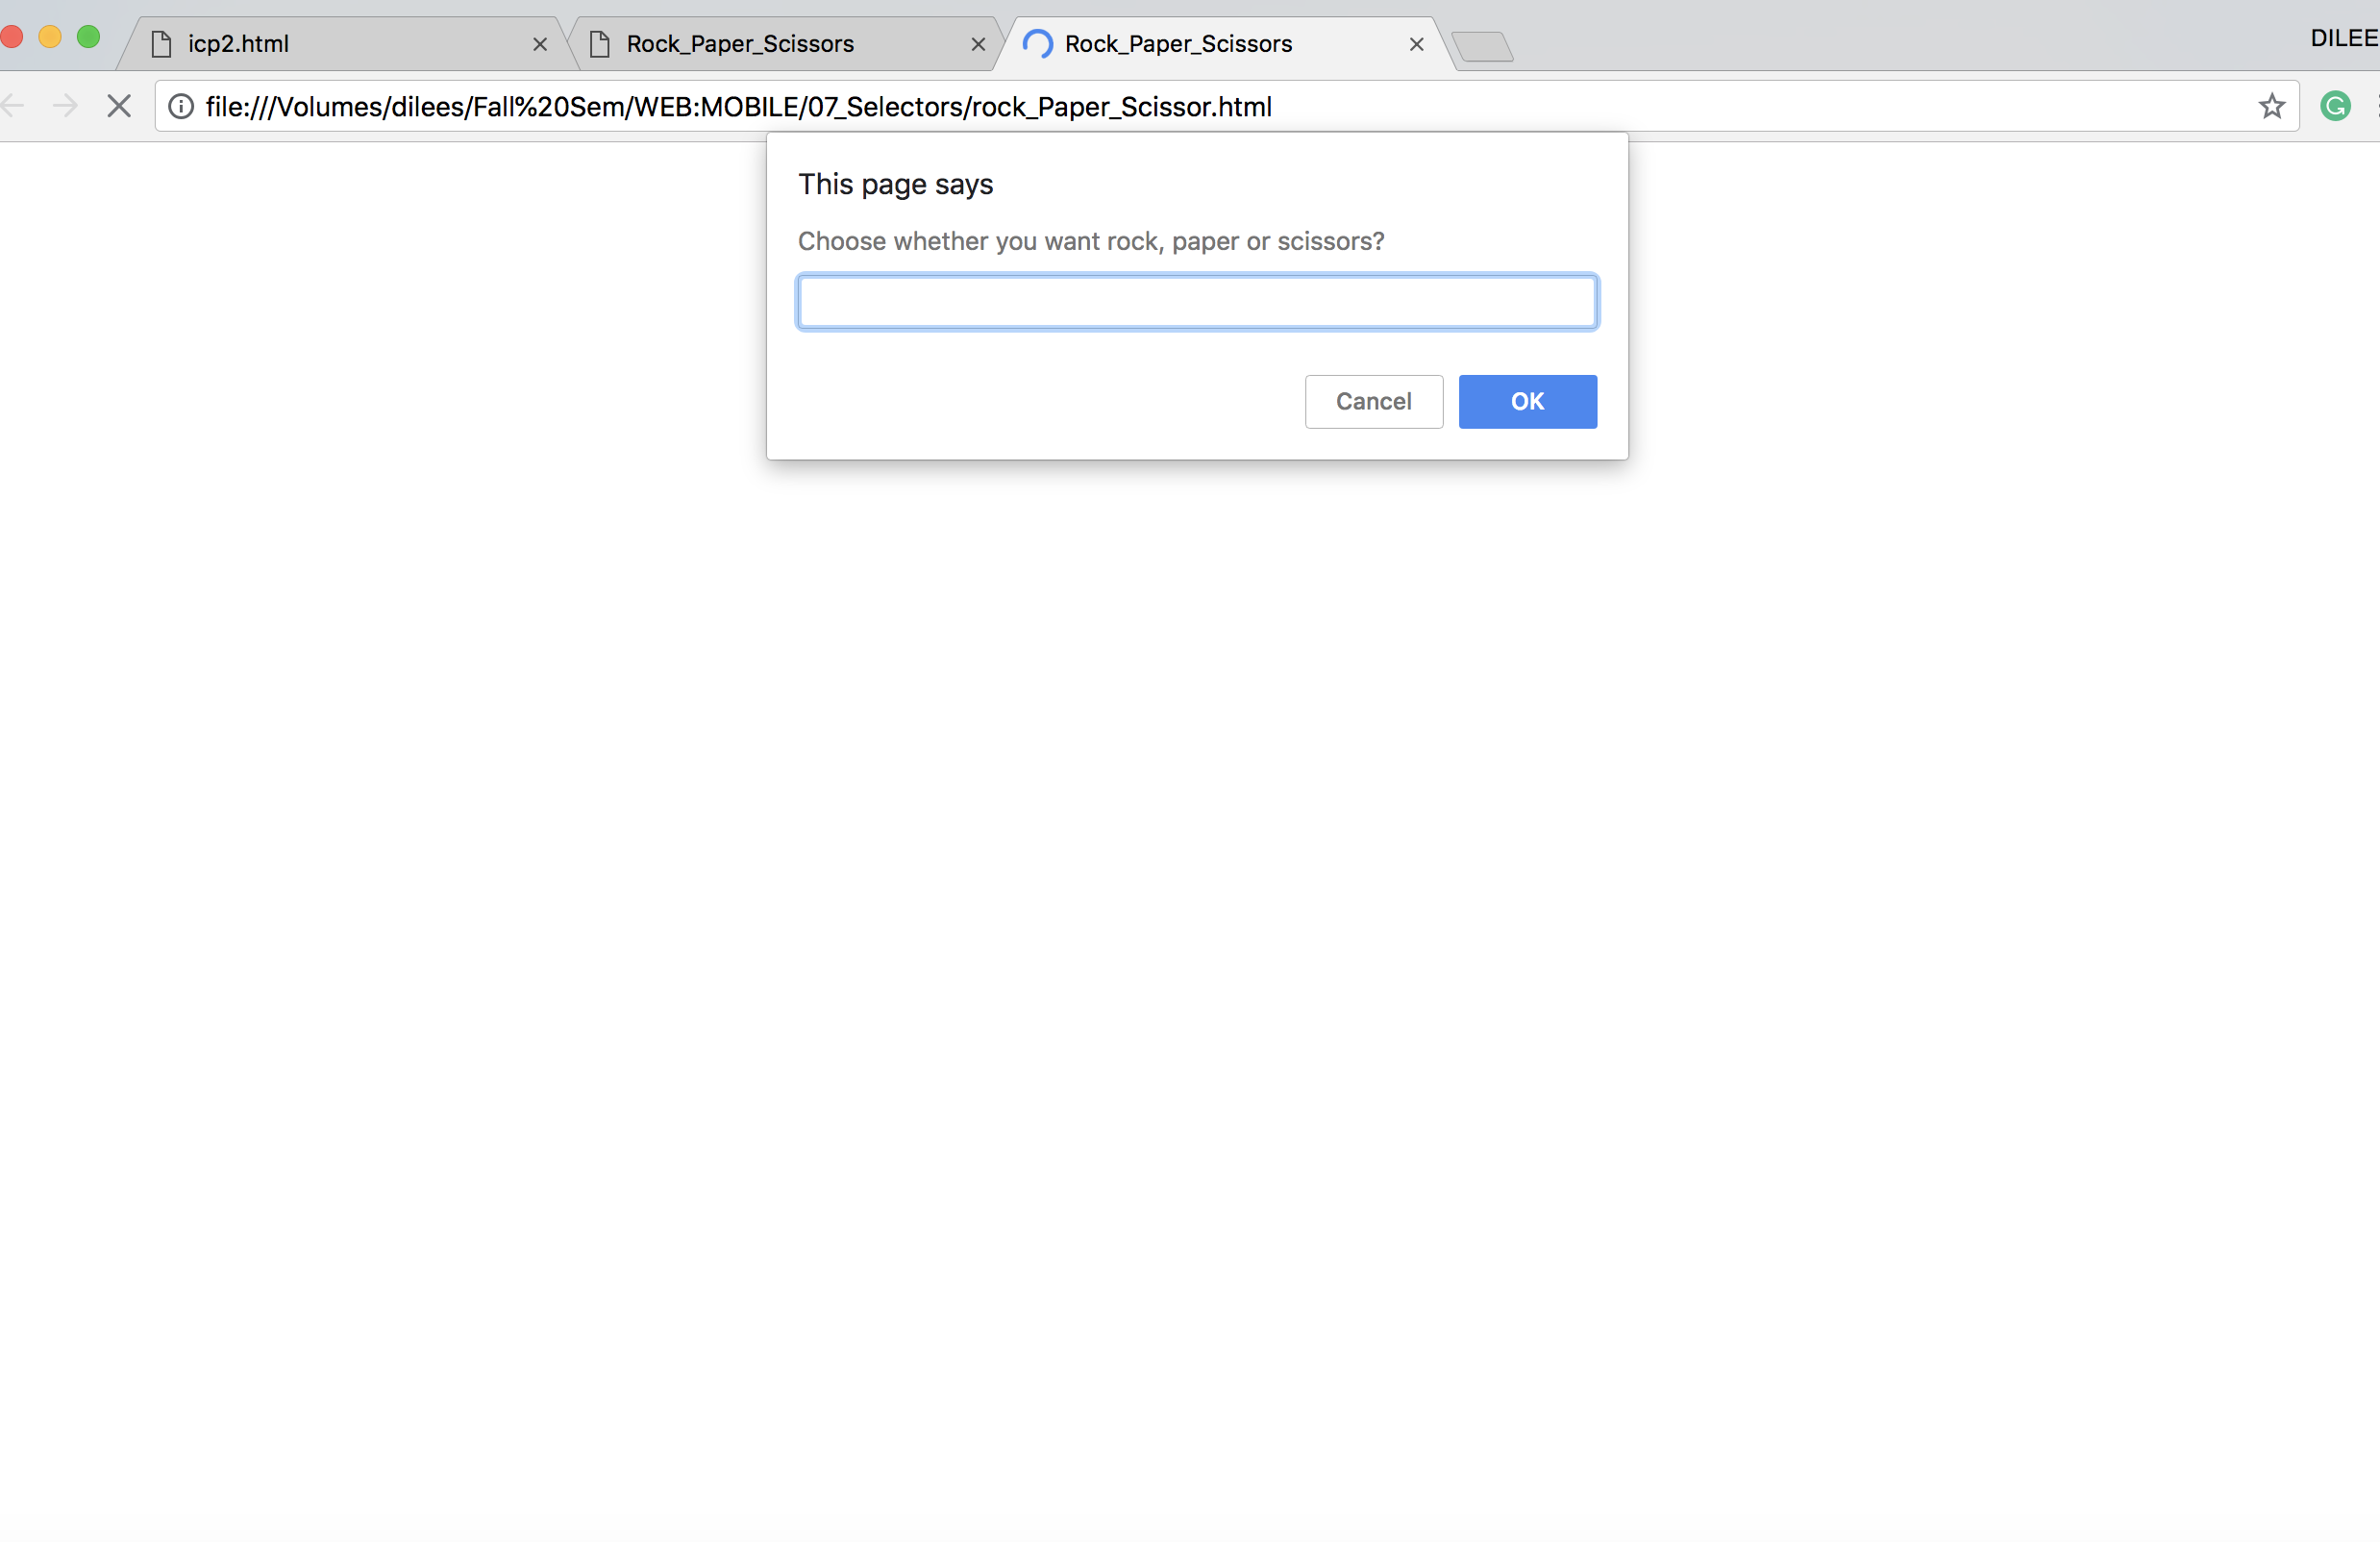 icp2.html
Rock_Paper_Scissors
Rock_Paper_Scissors
DILEE
file:///Volumes/dilees/Fall%20Sem/WEB:MOBILE/07_Selectors/rock_Paper_Scissor.html
This page says
Choose whether you want rock, paper or scissors?
Cancel
OK